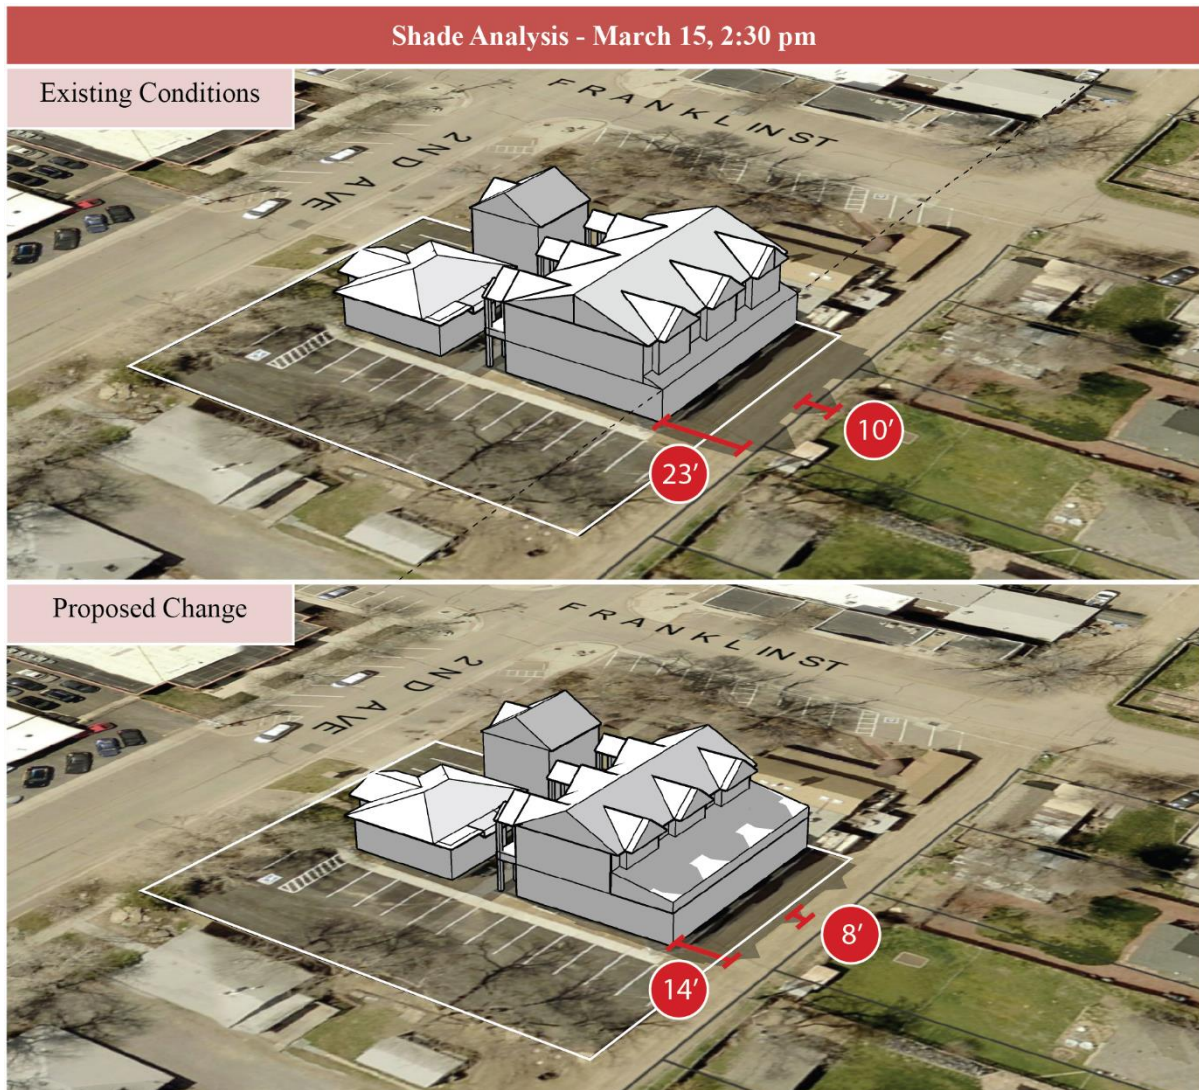 Shade Analysis - March 15, 2:30 pm
Existing Conditions
FRANKLIN ST
2ND AVE
10’
23’
Proposed Change
FRANKLIN ST
2ND AVE
8’
14’